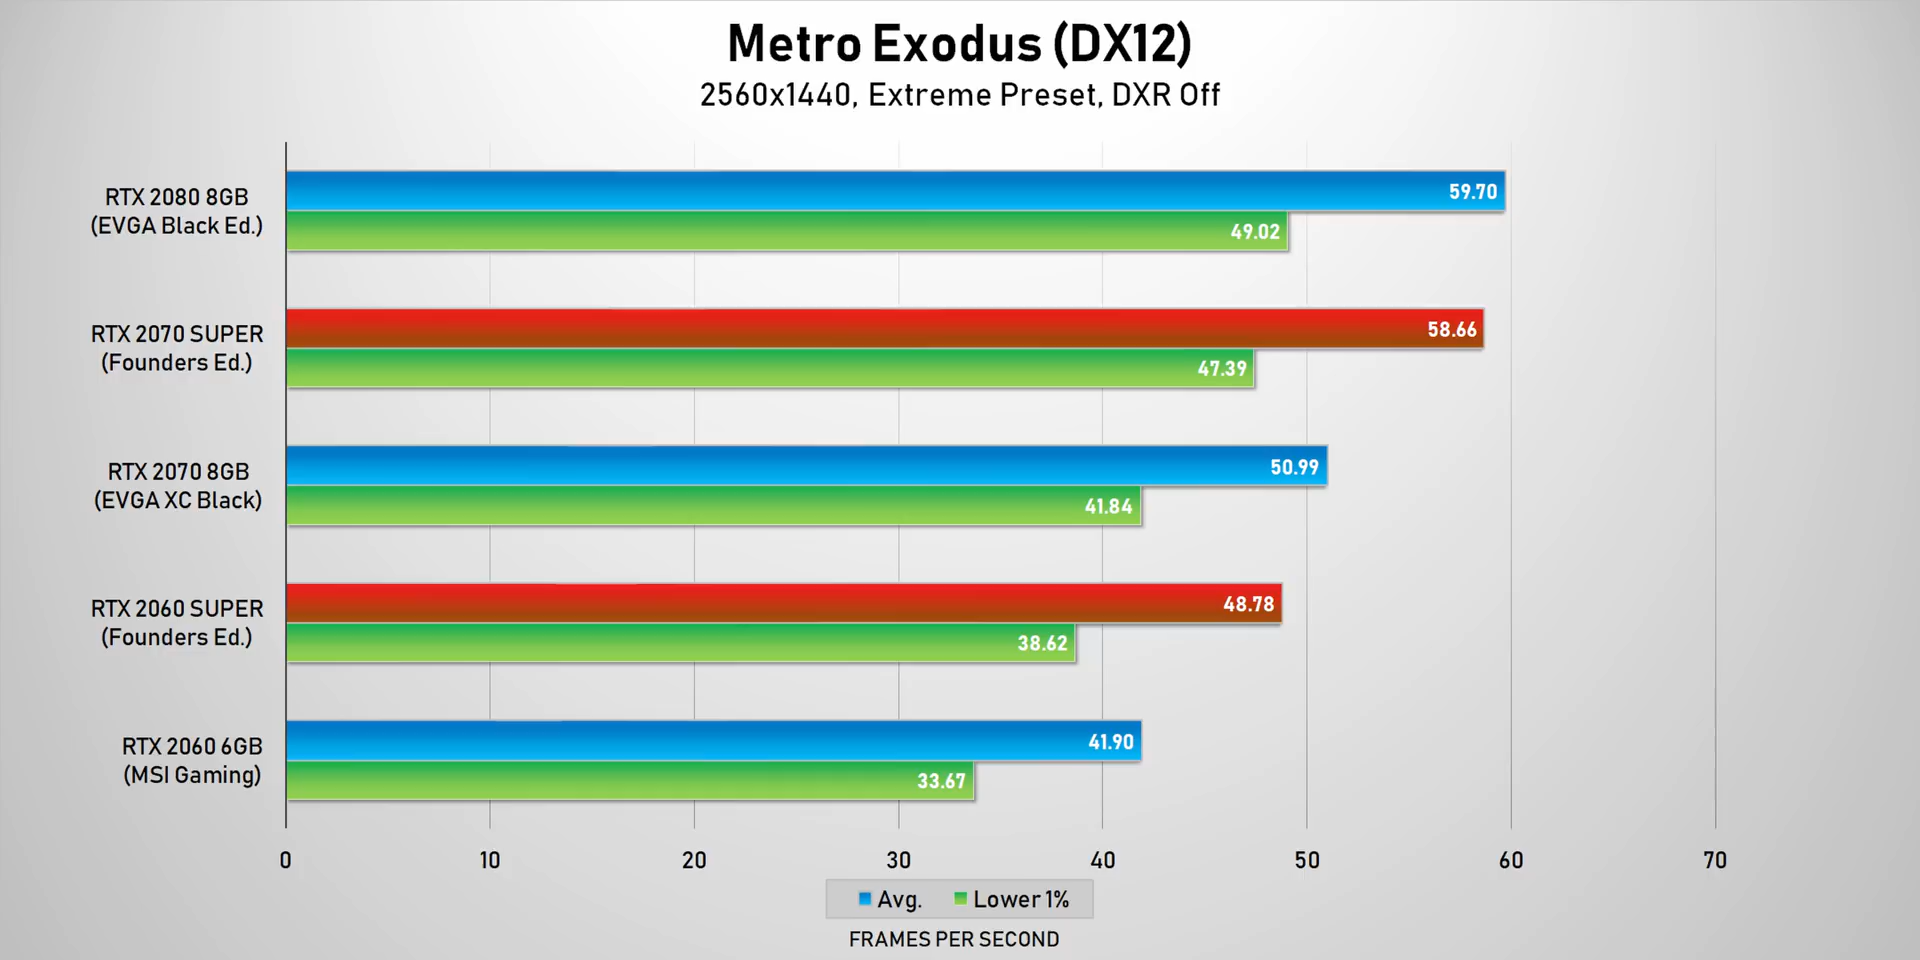 Metro Exodus (DX12)
2560x1440, Extreme Preset, DXR Off
RTX 2080 8GB
(EVGA Black Ed.)
59.70
49.02
RTX 2070 SUPER
(Founders Ed.)
58.66
47.39
RTX 2070 8GB
(EVGA XC Black)
50.99
41.84
RTX 2060 SUPER
(Founders Ed.)
48.78
38.62
RTX 2060 6GB
(MSI Gaming)
41.90
33.67
0 10 20 30 40 50 60 70
Avg. Lower 1%
FRAMES PER SECOND